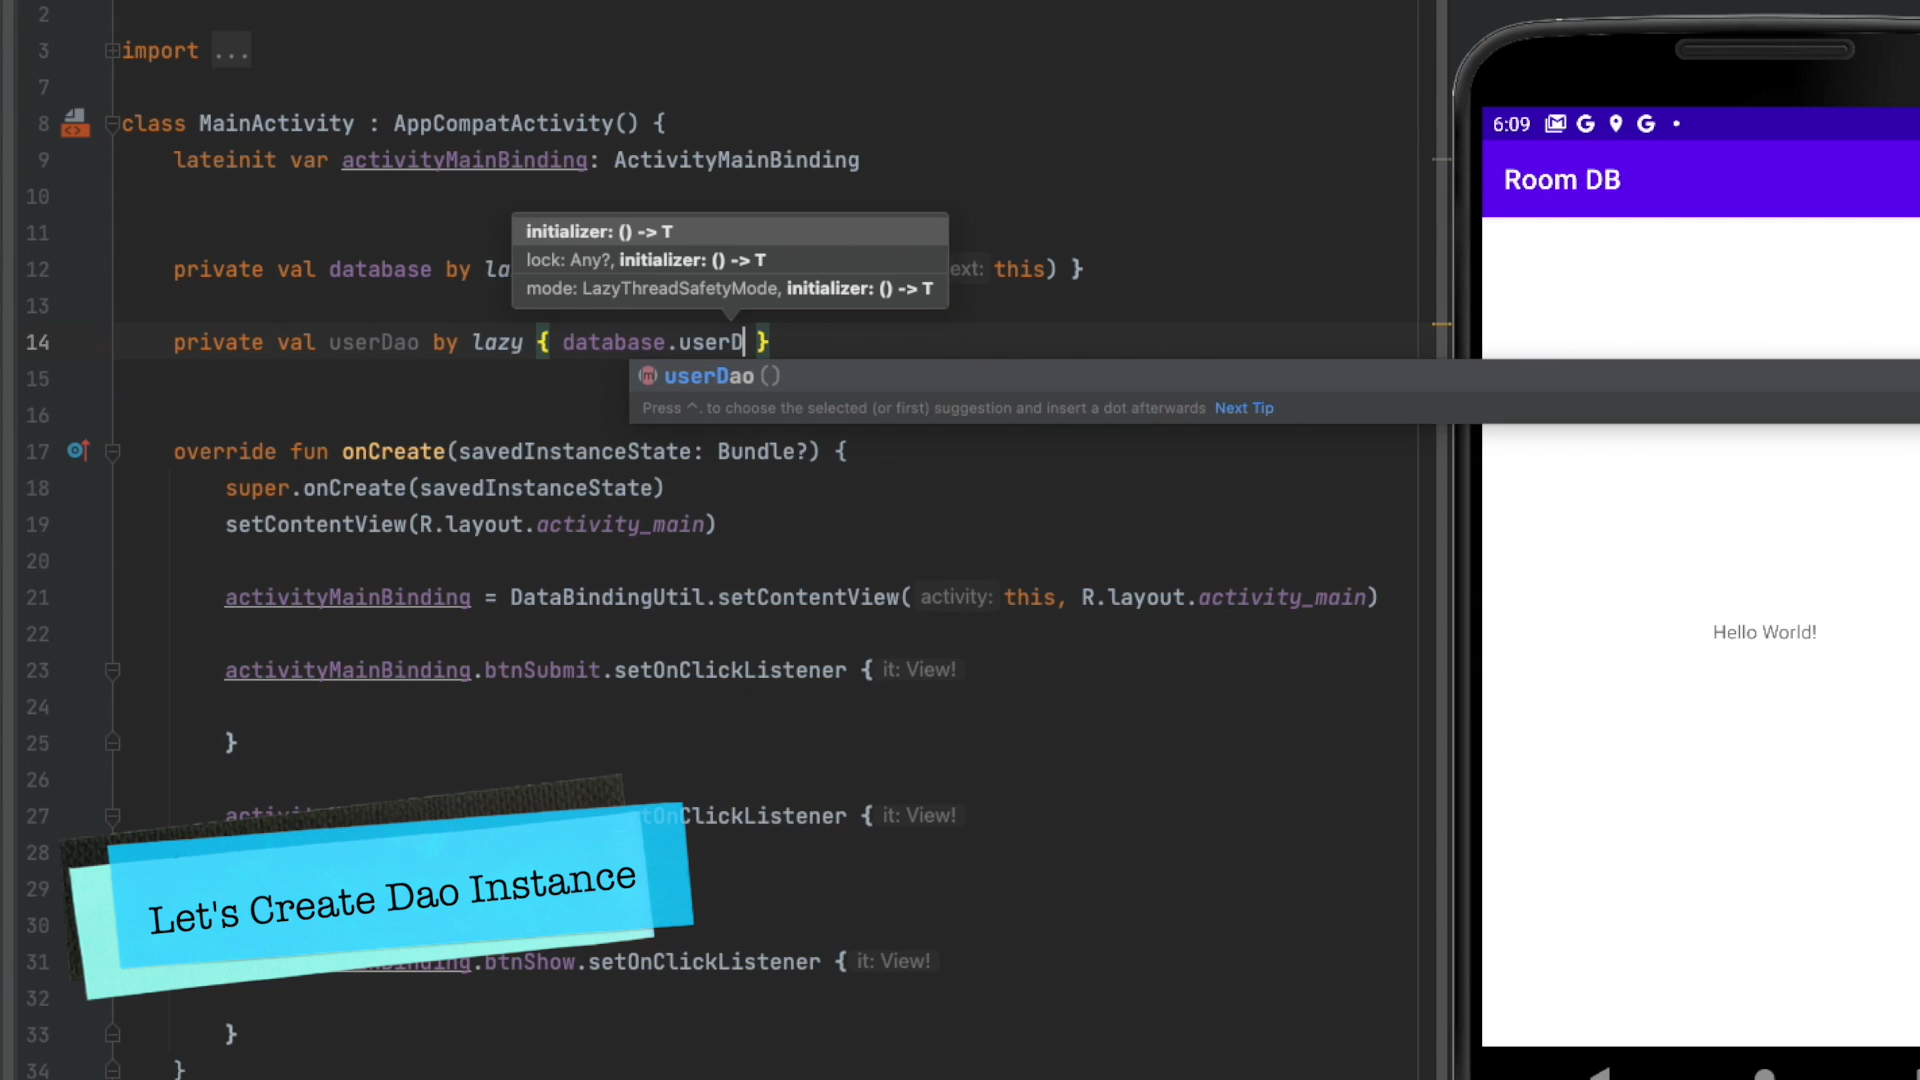 2
3 import ...
7
8 class MainActivity : AppCompatActivity() {
9 lateinit var activityMainBinding: ActivityMainBinding
10
11
initializer: () -> T
lock: Any?, initializer: () -> T
mode: LazyThreadSafetyMode, initializer: () -> T
12 private val database by la ext: this) }
13
14 private val userDao by lazy { database.userD }
userDao()
Press ^. to choose the selected (or first) suggestion and insert a dot afterwards Next Tip
15
16
17 override fun onCreate(savedInstanceState: Bundle?) {
18 super.onCreate(savedInstanceState)
19 setContentView(R.layout.activity_main)
20
21 activityMainBinding = DataBindingUtil.setContentView( activity: this, R.layout.activity_main)
22
23 activityMainBinding.btnSubmit.setOnClickListener { it: View!
24
25 }
26
27 ClickListener { it: View!
28
29
30
Let's Create Dao Instance
31 .btnShow.setOnClickListener { it: View!
32
33 }
34 }
6:09
Room DB
Hello World!